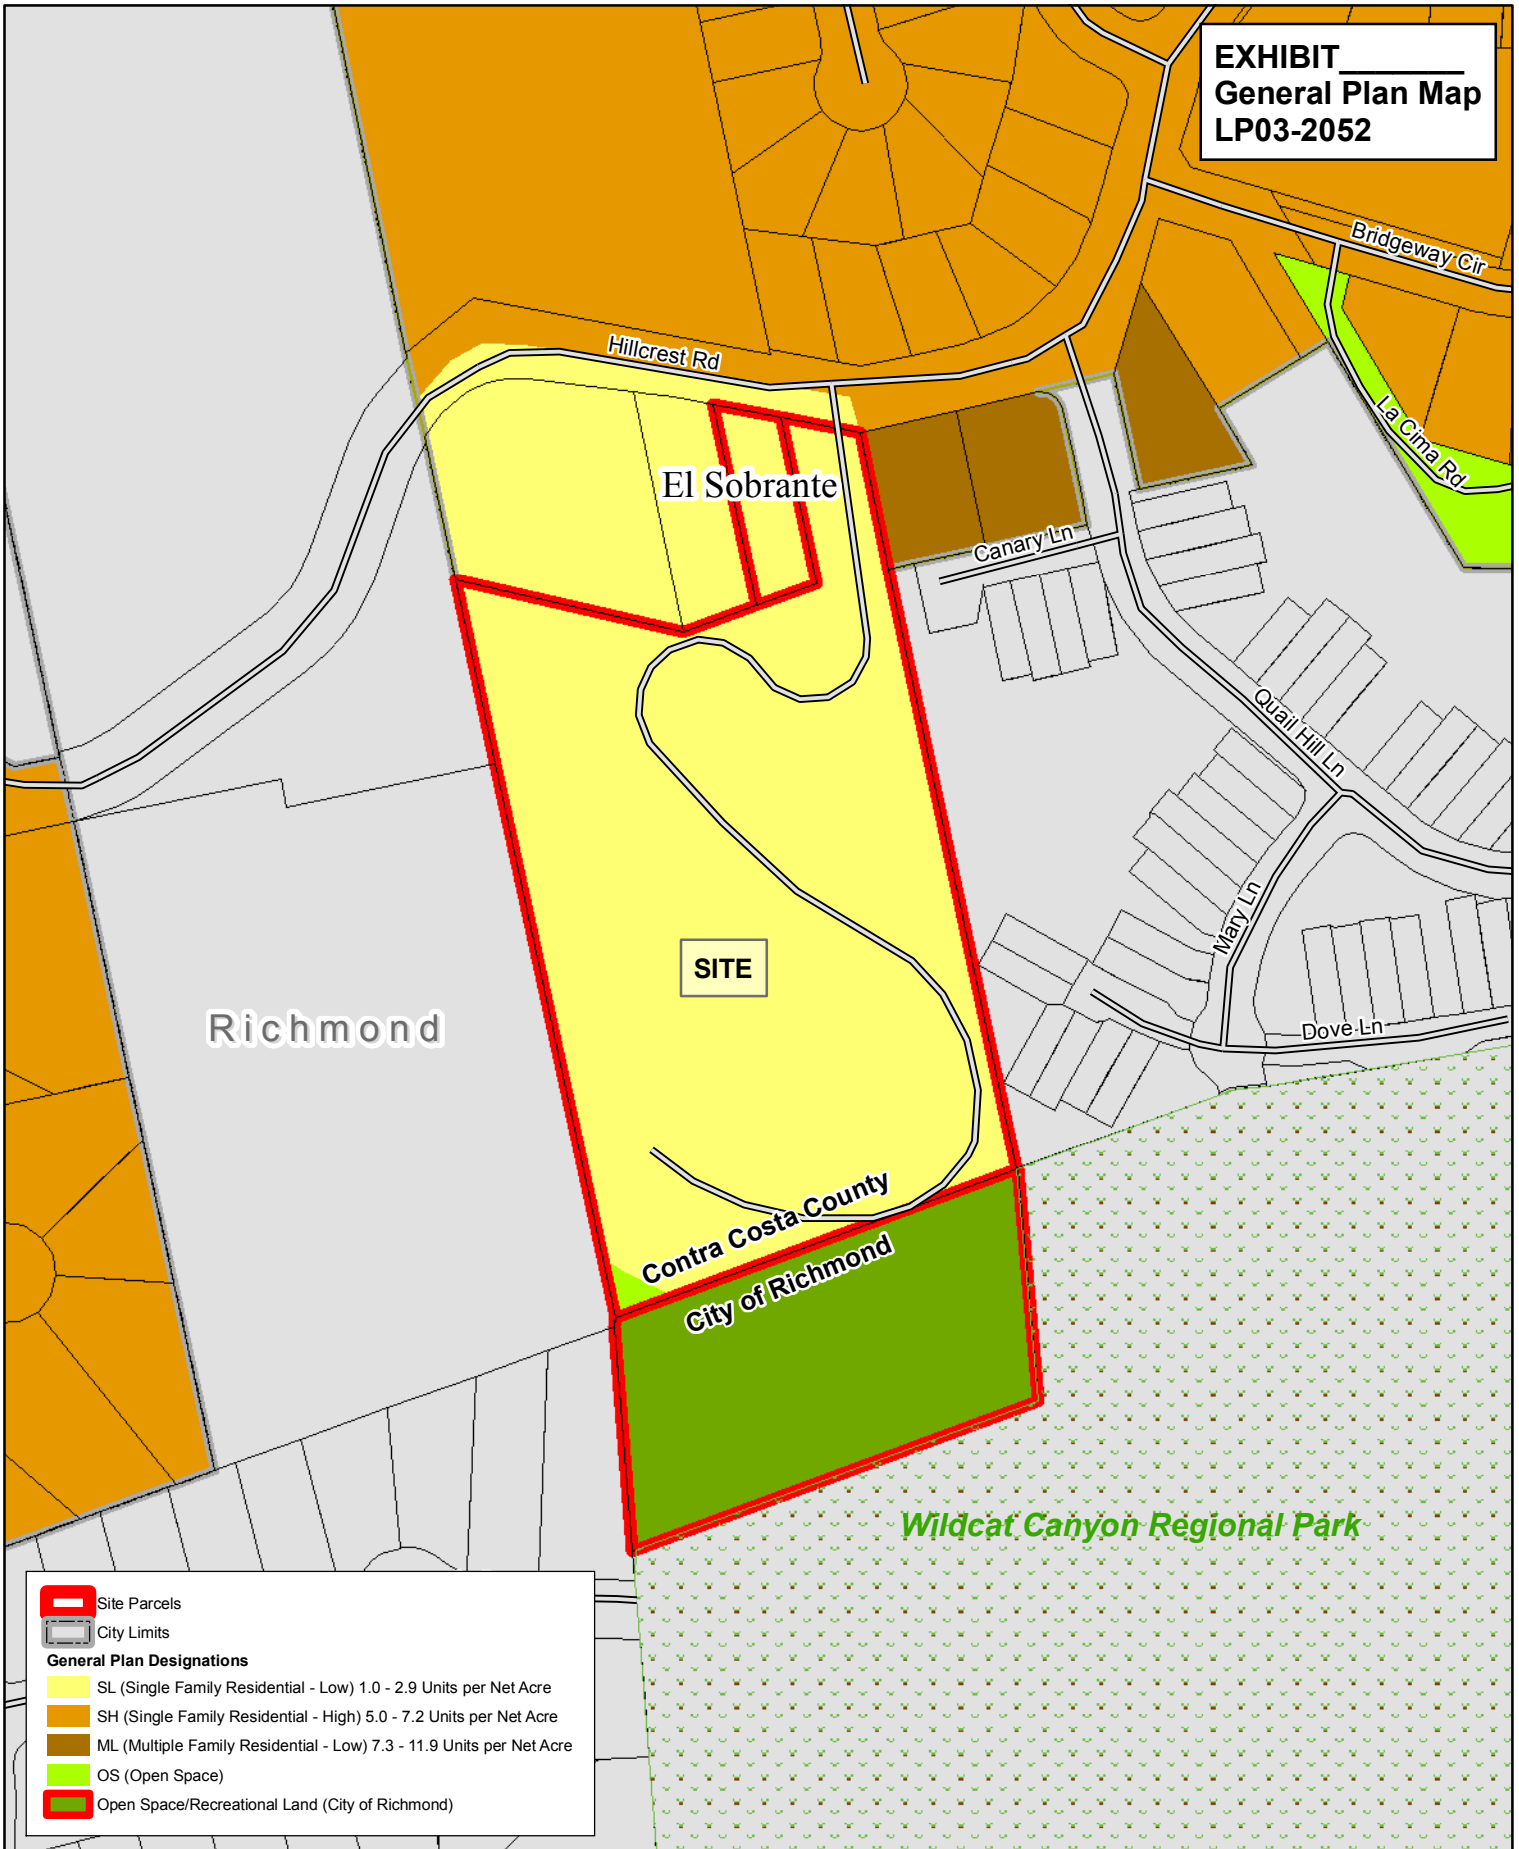 EXHIBIT_______
General Plan Map
LP03-2052
Bridgeway Cir
Hillcrest Rd
La Cima Rd
El Sobrante
Canary Ln
Quail Hill Ln
Mary Ln
SITE
Richmond
Dove Ln
Contra Costa County
City of Richmond
Wildcat Canyon Regional Park
Site Parcels
City Limits
General Plan Designations
SL (Single Family Residential - Low) 1.0 - 2.9 Units per Net Acre
SH (Single Family Residential - High) 5.0 - 7.2 Units per Net Acre
ML (Multiple Family Residential - Low) 7.3 - 11.9 Units per Net Acre
OS (Open Space)
Open Space/Recreational Land (City of Richmond)